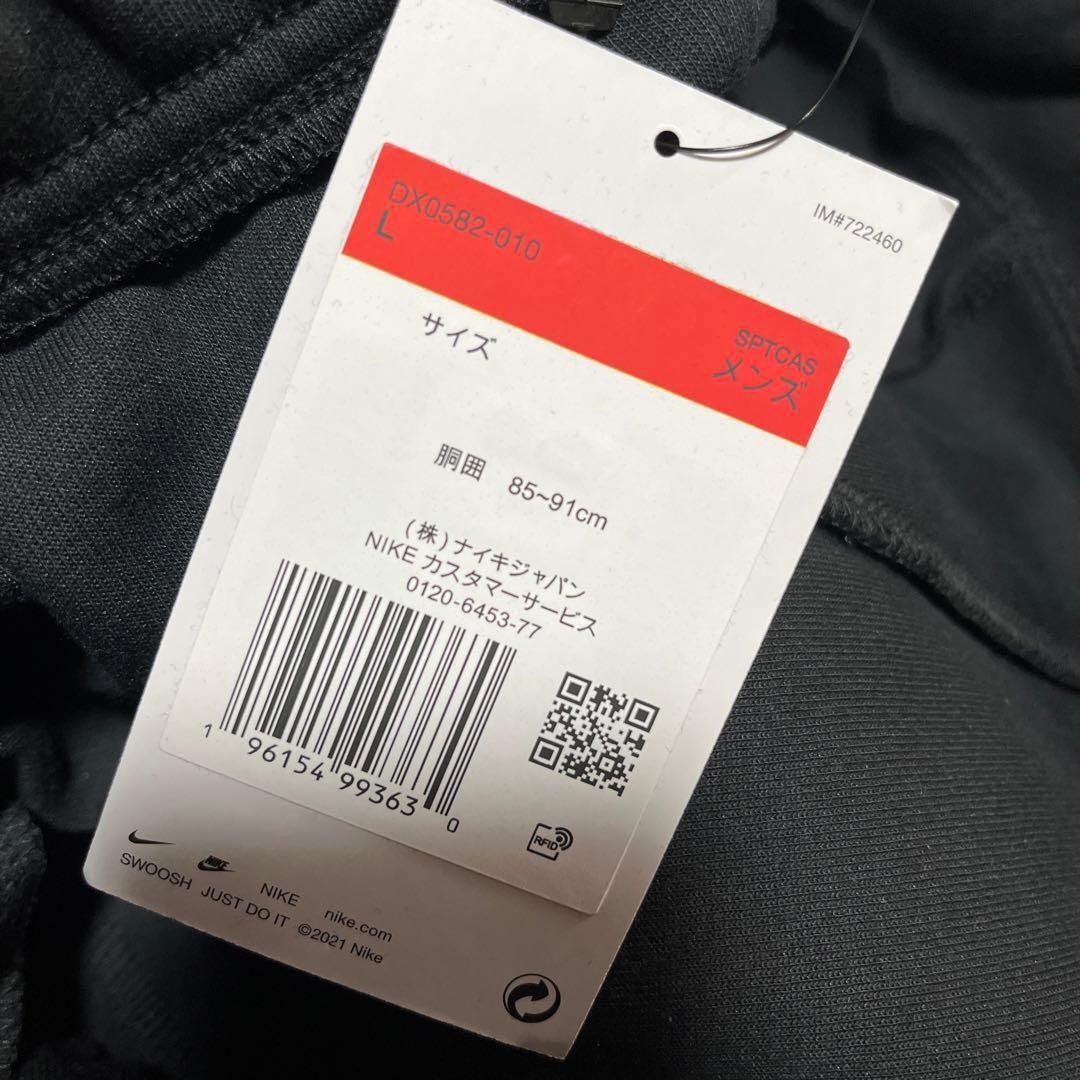 IM#722460
DX0582-010
L
SPTCAS
サイズ
メンズ
胴囲 85~91cm
(株)ナイキジャパン
NIKE カスタマーサービス
0120-6453-77
1 96154 99363 0
RFID
NIKE
NIKE nike.com
SWOOSH JUST DO IT ©2021 Nike